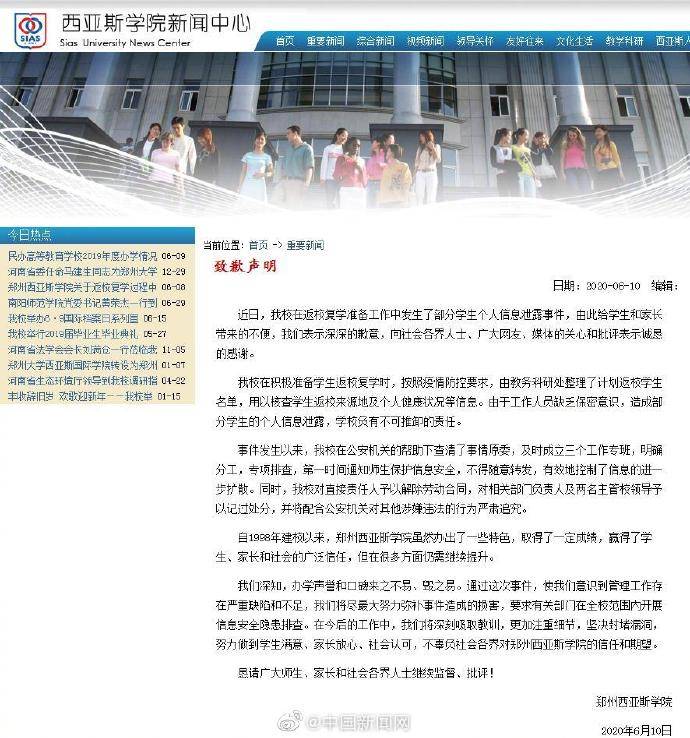 西亚斯学院新闻中心
Sias University News Center
SIAS
首页 重要新闻 综合新闻 视频新闻 领导关怀 友好往来 文化生活 教学科研 西亚斯人
今日热点
民办高等教育学校2019年度办学情况 06-09
河南省委任命马建生同志为郑州大学 12-29
郑州西亚斯学院关于返校复学过程中 06-08
南阳师范学院党委书记黄荣杰一行到 06-29
我校举办6·9国际档案日系列宣 06-15
我校举行2019届毕业生毕业典礼 05-27
河南省法学会会长刘满仓一行莅临我 11-05
郑州大学西亚斯国际学院转设为郑州 01-07
河南省生态环境厅领导到我校调研指 04-22
丰收辞旧岁 欢歌迎新年——我校举 01-15
当前位置：首页 -> 重要新闻
致歉声明
日期：2020-06-10 编辑：
近日，我校在返校复学准备工作中发生了部分学生个人信息泄露事件，由此给学生和家长
带来的不便，我们表示深深的歉意，向社会各界人士、广大网友、媒体的关心和批评表示诚恳
的感谢。
我校在积极准备学生返校复学时，按照疫情防控要求，由教务科研处整理了计划返校学生
名单，用以核查学生返校来源地及个人健康状况等信息。由于工作人员缺乏保密意识，造成部
分学生的个人信息泄露，学校负有不可推卸的责任。
事件发生以来，我校在公安机关的帮助下查清了事情原委，及时成立三个工作专班，明确
分工，专项排查，第一时间通知师生保护信息安全，不得随意转发，有效地控制了信息的进一
步扩散。同时，我校对直接责任人予以解除劳动合同，对相关部门负责人及两名主管校领导予
以记过处分，并将配合公安机关对其他涉嫌违法的行为严肃追究。
自1998年建校以来，郑州西亚斯学院虽然办出了一些特色，取得了一定成绩，赢得了学
生、家长和社会的广泛信任，但在很多方面仍需继续提升。
我们深知，办学声誉和口碑来之不易、毁之易。通过这次事件，使我们意识到管理工作存
在严重缺陷和不足，我们将尽最大努力弥补事件造成的损害，要求有关部门在全校范围内开展
信息安全隐患排查。在今后的工作中，我们将深刻吸取教训，更加注重细节，坚决封堵漏洞，
努力做到学生满意、家长放心、社会认可，不辜负社会各界对郑州西亚斯学院的信任和期望。
恳请广大师生、家长和社会各界人士继续监督、批评！
郑州西亚斯学院
2020年6月10日
@中国新闻网